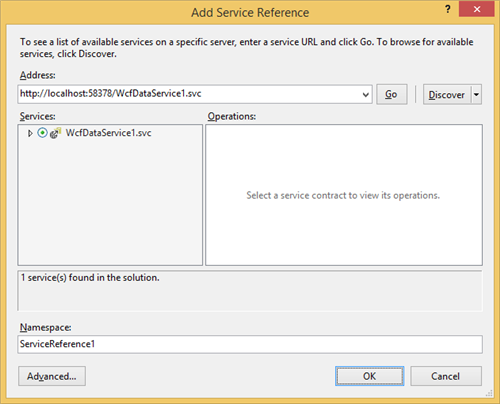 Add Service Reference
? ×
To see a list of available services on a specific server, enter a service URL and click Go. To browse for available
services, click Discover.
Address:
http://localhost:58378/WcfDataService1.svc
Go
Discover
Services:
Operations:
WcfDataService1.svc
Select a service contract to view its operations.
1 service(s) found in the solution.
Namespace:
ServiceReference1
Advanced...
OK
Cancel